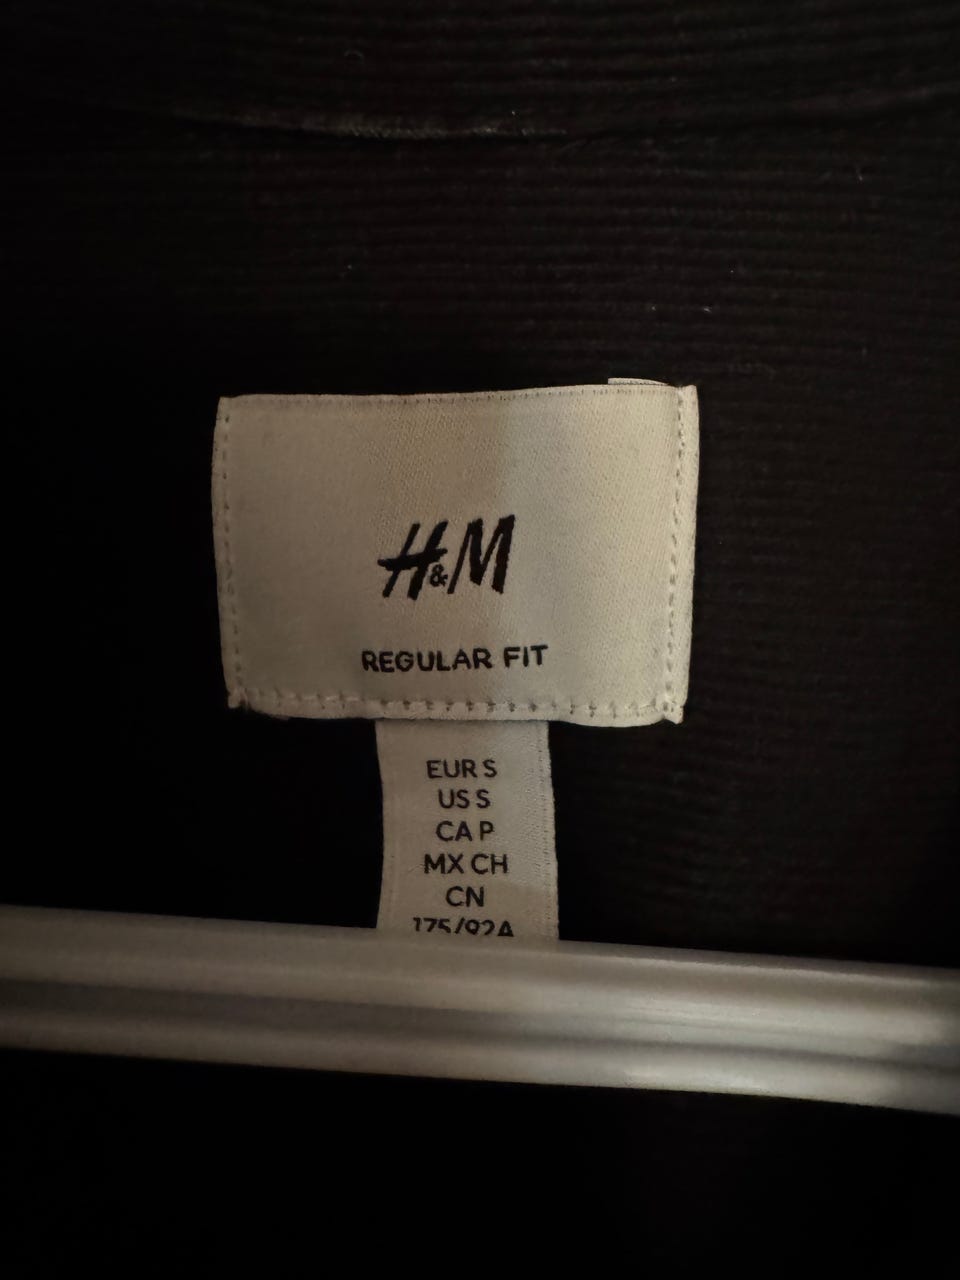 H&M
REGULAR FIT
EUR S
US S
CA P
MX CH
CN
175/92A